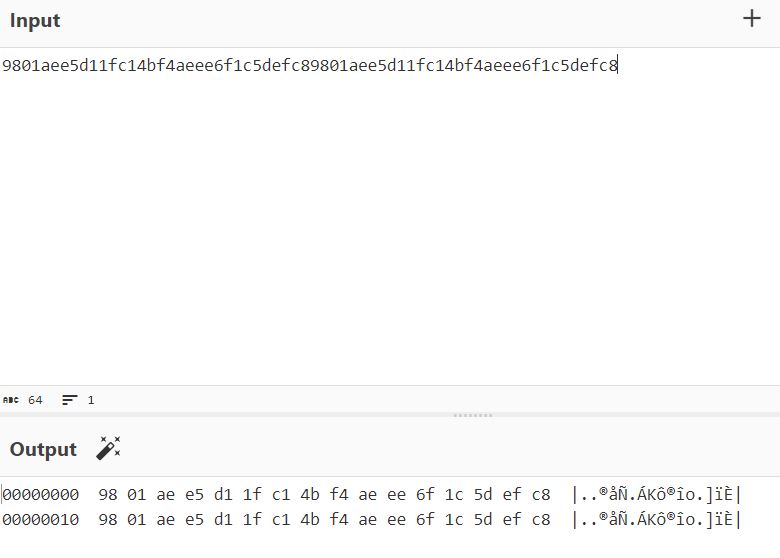 Input
9801aee5d11fc14bf4aeee6f1c5defc89801aee5d11fc14bf4aeee6f1c5defc8
ABC 64 1
Output
00000000  98 01 ae e5 d1 1f c1 4b f4 ae ee 6f 1c 5d ef c8  |..®åÑ.ÁKô®îo.]ïÈ|
00000010  98 01 ae e5 d1 1f c1 4b f4 ae ee 6f 1c 5d ef c8  |..®åÑ.ÁKô®îo.]ïÈ|